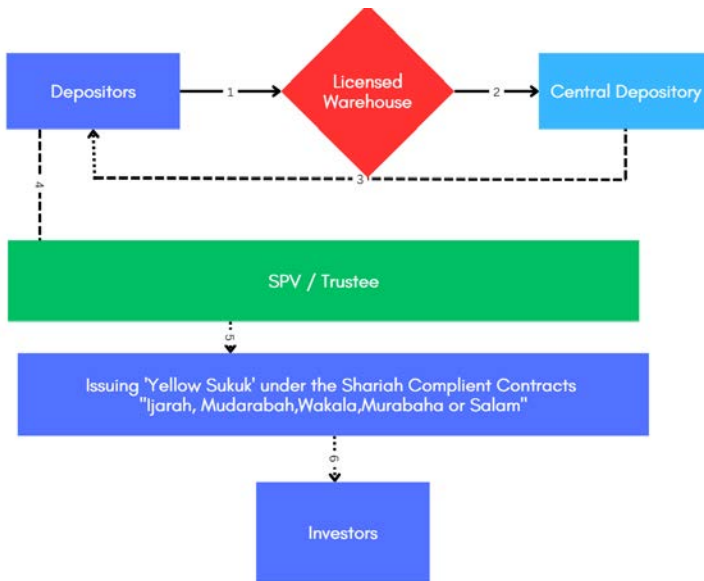 Depositors
1
Licensed
Warehouse
2
Central Depository
3
4
SPV / Trustee
5
Issuing 'Yellow Sukuk' under the Shariah Complient Contracts
"Ijarah, Mudarabah,Wakala,Murabaha or Salam"
6
Investors